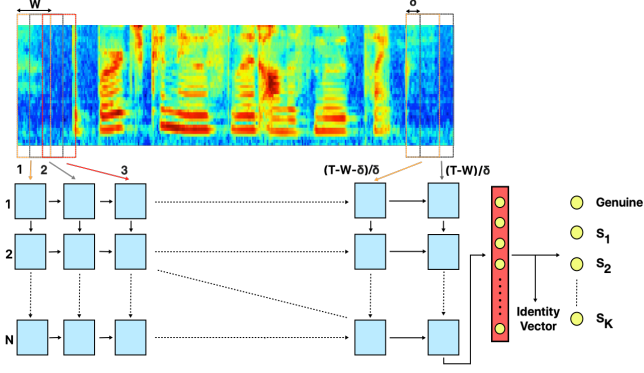 W δ
1 2 3 (T-W-δ)/δ (T-W)/δ
1
Genuine
S1
2
S2
Identity
Vector
SK
N